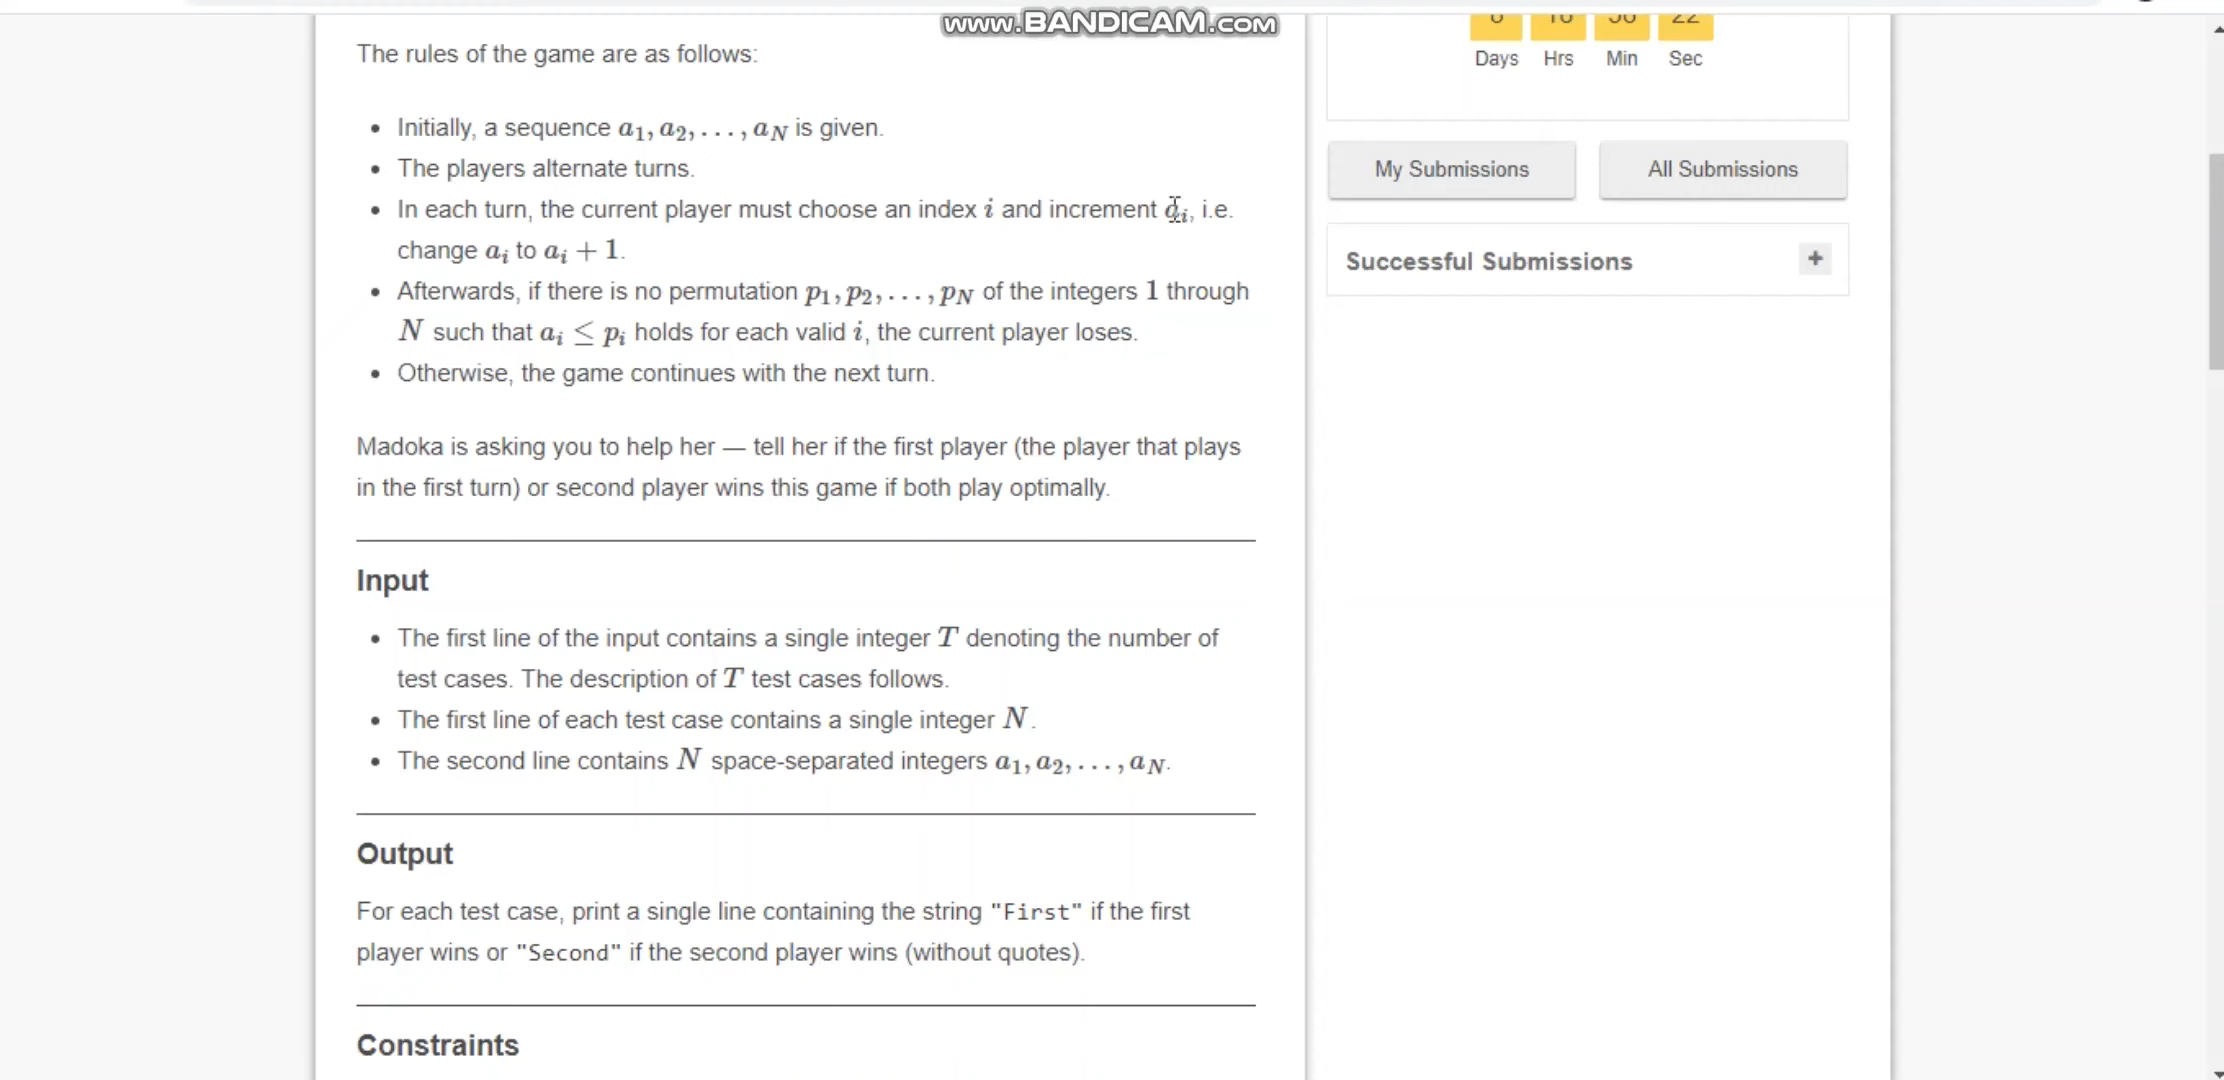 www.BANDICAM.com
The rules of the game are as follows:
Days Hrs Min Sec
• Initially, a sequence a₁, a₂, . . . , a_N is given.
• The players alternate turns.
My Submissions All Submissions
• In each turn, the current player must choose an index i and increment a_i, i.e.
change a_i to a_i + 1.
Successful Submissions +
• Afterwards, if there is no permutation p₁, p₂, . . . , p_N of the integers 1 through
N such that a_i ≤ p_i holds for each valid i, the current player loses.
• Otherwise, the game continues with the next turn.
Madoka is asking you to help her — tell her if the first player (the player that plays
in the first turn) or second player wins this game if both play optimally.
Input
• The first line of the input contains a single integer T denoting the number of
test cases. The description of T test cases follows.
• The first line of each test case contains a single integer N.
• The second line contains N space-separated integers a₁, a₂, . . . , a_N.
Output
For each test case, print a single line containing the string "First" if the first
player wins or "Second" if the second player wins (without quotes).
Constraints